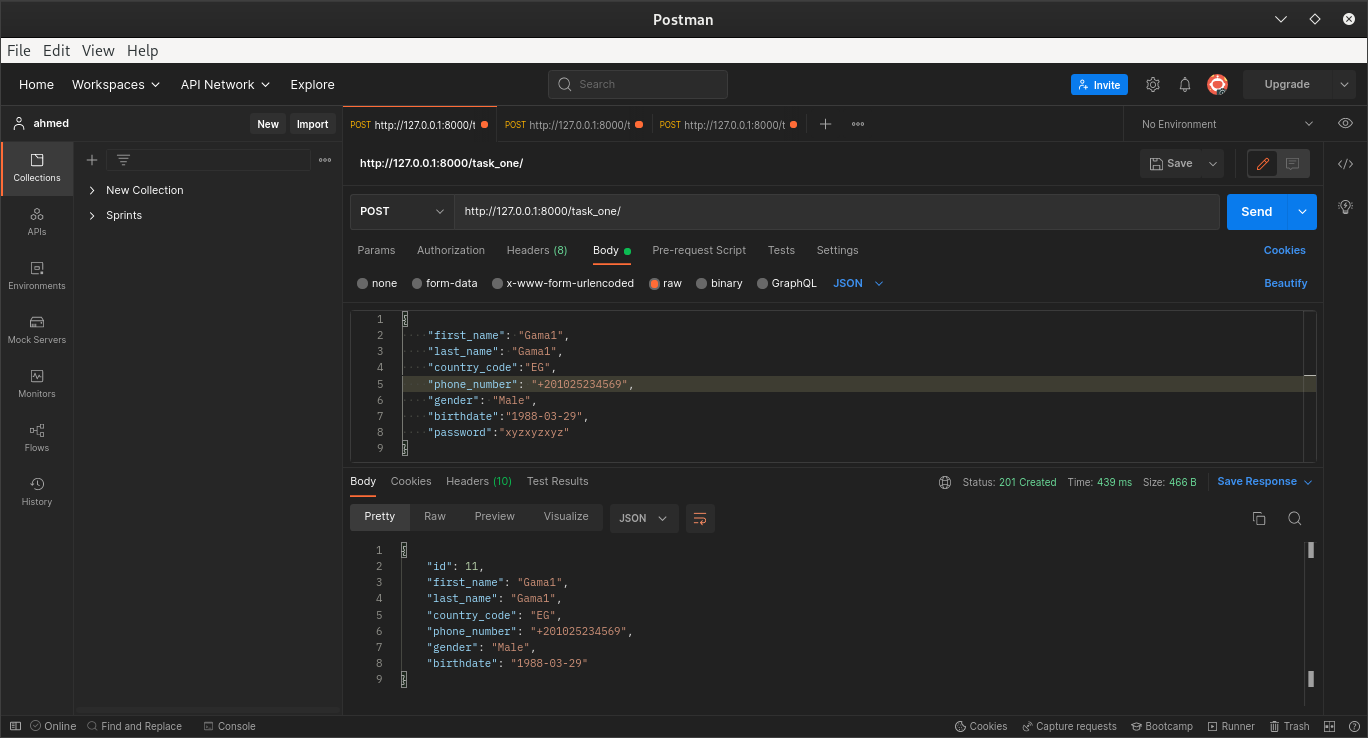 Postman
File Edit View Help
Home Workspaces API Network Explore Search Invite Upgrade
ahmed New Import
POST http://127.0.0.1:8000/t POST http://127.0.0.1:8000/t POST http://127.0.0.1:8000/t No Environment
Collections
APIs
Environments
Mock Servers
Monitors
Flows
History
New Collection
Sprints
http://127.0.0.1:8000/task_one/ Save
POST http://127.0.0.1:8000/task_one/ Send
Params Authorization Headers (8) Body Pre-request Script Tests Settings Cookies
none form-data x-www-form-urlencoded raw binary GraphQL JSON Beautify
1 {
2 "first_name": "Gama1",
3 "last_name": "Gama1",
4 "country_code":"EG",
5 "phone_number": "+201025234569",
6 "gender": "Male",
7 "birthdate":"1988-03-29",
8 "password":"xyzxyzxyz"
9 }
Body Cookies Headers (10) Test Results Status: 201 Created Time: 439 ms Size: 466 B Save Response
Pretty Raw Preview Visualize JSON
1 {
2 "id": 11,
3 "first_name": "Gama1",
4 "last_name": "Gama1",
5 "country_code": "EG",
6 "phone_number": "+201025234569",
7 "gender": "Male",
8 "birthdate": "1988-03-29"
9 }
Online Find and Replace Console Cookies Capture requests Bootcamp Runner Trash